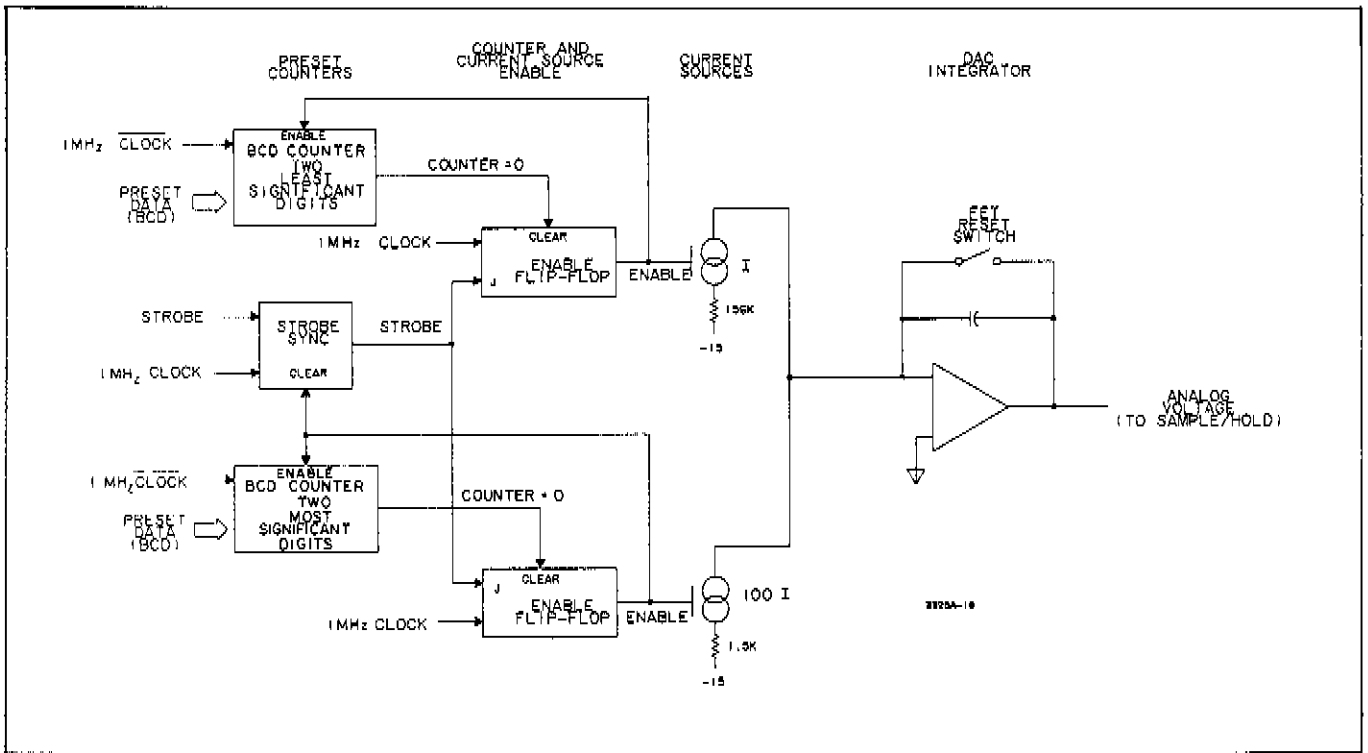 PRESET
COUNTERS
COUNTER AND
CURRENT SOURCE
ENABLE
CURRENT
SOURCES
DAC
INTEGRATOR
1MHz CLOCK
ENABLE
BCD COUNTER
TWO
LEAST
SIGNIFICANT
DIGITS
PRESET
DATA
(BCD)
COUNTER =0
1MHz CLOCK
CLEAR
J
ENABLE
FLIP-FLOP
ENABLE
I
-15
FET
RESET
SWITCH
STROBE
STROBE
SYNC
CLEAR
STROBE
1MHz CLOCK
ANALOG
VOLTAGE
(TO SAMPLE/HOLD)
1 MHz CLOCK
ENABLE
BCD COUNTER
TWO
MOST
SIGNIFICANT
DIGITS
PRESET
DATA
(BCD)
COUNTER = 0
CLEAR
J
ENABLE
FLIP-FLOP
1MHz CLOCK
ENABLE
100 I
1.5K
-15